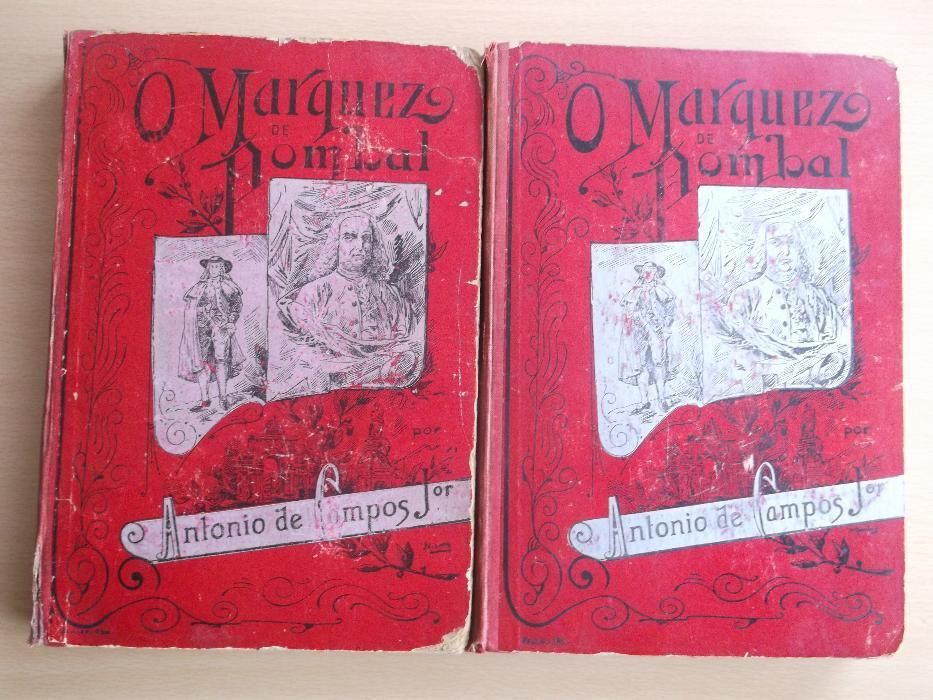 O Marquez
DE
Pombal
por
Antonio de Campos Jor
O Marquez
DE
Pombal
por
Antonio de Campos Jor